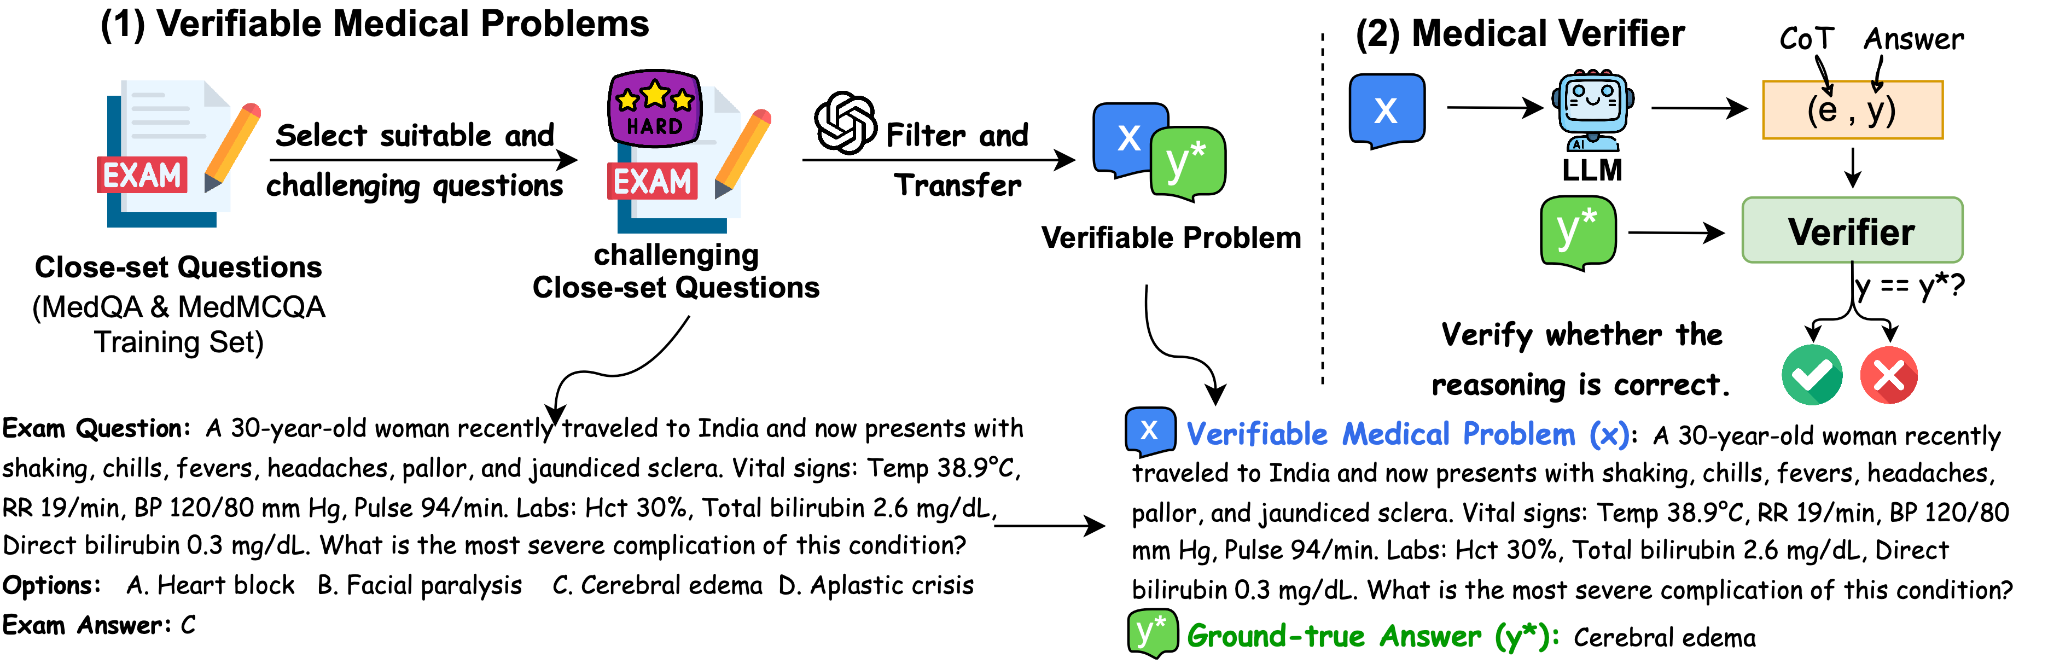 (1) Verifiable Medical Problems
EXAM
Select suitable and
challenging questions
HARD
EXAM
Filter and
Transfer
x
y*
Close-set Questions
(MedQA & MedMCQA
Training Set)
challenging
Close-set Questions
Verifiable Problem
(2) Medical Verifier
CoT Answer
x
AI
LLM
(e , y)
y*
Verifier
y == y*?
Verify whether the
reasoning is correct.
Exam Question: A 30-year-old woman recently traveled to India and now presents with
shaking, chills, fevers, headaches, pallor, and jaundiced sclera. Vital signs: Temp 38.9°C,
RR 19/min, BP 120/80 mm Hg, Pulse 94/min. Labs: Hct 30%, Total bilirubin 2.6 mg/dL,
Direct bilirubin 0.3 mg/dL. What is the most severe complication of this condition?
Options: A. Heart block B. Facial paralysis C. Cerebral edema D. Aplastic crisis
Exam Answer: C
x
Verifiable Medical Problem (x): A 30-year-old woman recently
traveled to India and now presents with shaking, chills, fevers, headaches,
pallor, and jaundiced sclera. Vital signs: Temp 38.9°C, RR 19/min, BP 120/80
mm Hg, Pulse 94/min. Labs: Hct 30%, Total bilirubin 2.6 mg/dL, Direct
bilirubin 0.3 mg/dL. What is the most severe complication of this condition?
y*
Ground-true Answer (y*): Cerebral edema